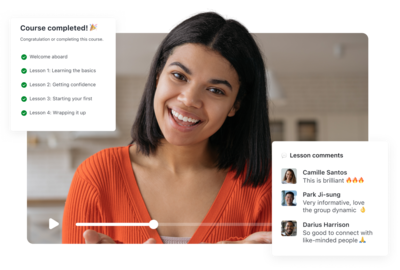 Course completed! 🎉
Congratulation or completing this course.
Welcome aboard
Lesson 1: Learning the basics
Lesson 2: Getting confidence
Lesson 3: Starting your first
Lesson 4: Wrapping it up
Lesson comments
Camille Santos
This is brilliant 🔥🔥🔥
Park Ji-sung
Very informative, love
the group dynamic 👌
Darius Harrison
So good to connect with
like-minded people 🙏